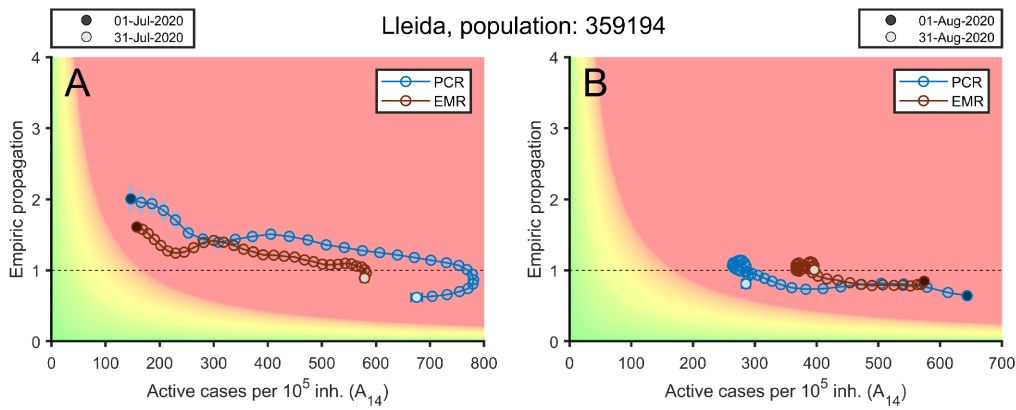 Lleida, population: 359194
01-Jul-2020
31-Jul-2020
01-Aug-2020
31-Aug-2020
A
PCR
EMR
Empiric propagation
4
3
2
1
0
0 100 200 300 400 500 600 700 800
Active cases per 10^5 inh. (A_14)
B
PCR
EMR
Empiric propagation
4
3
2
1
0
0 100 200 300 400 500 600 700
Active cases per 10^5 inh. (A_14)